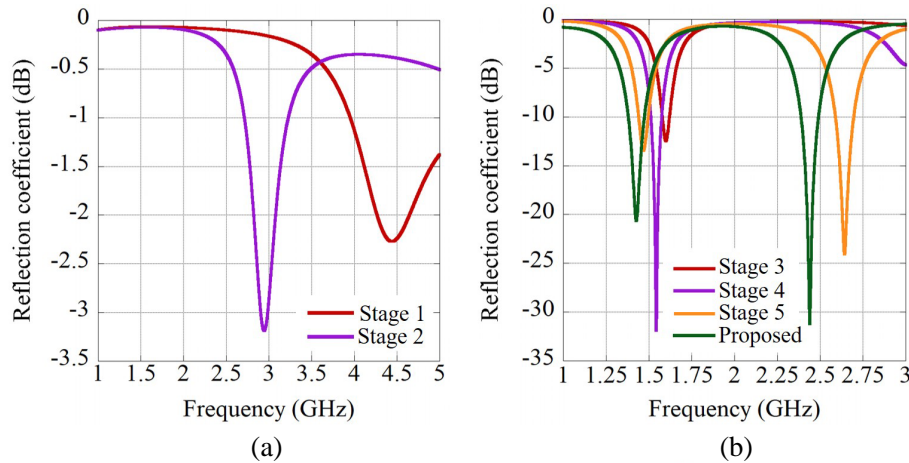 Reflection coefficient (dB)
0
-0.5
-1
-1.5
-2
-2.5
-3
-3.5
Stage 1
Stage 2
1 1.5 2 2.5 3 3.5 4 4.5 5
Frequency (GHz)
(a)
Reflection coefficient (dB)
0
-5
-10
-15
-20
-25
-30
-35
Stage 3
Stage 4
Stage 5
Proposed
1 1.25 1.5 1.75 2 2.25 2.5 2.75 3
Frequency (GHz)
(b)